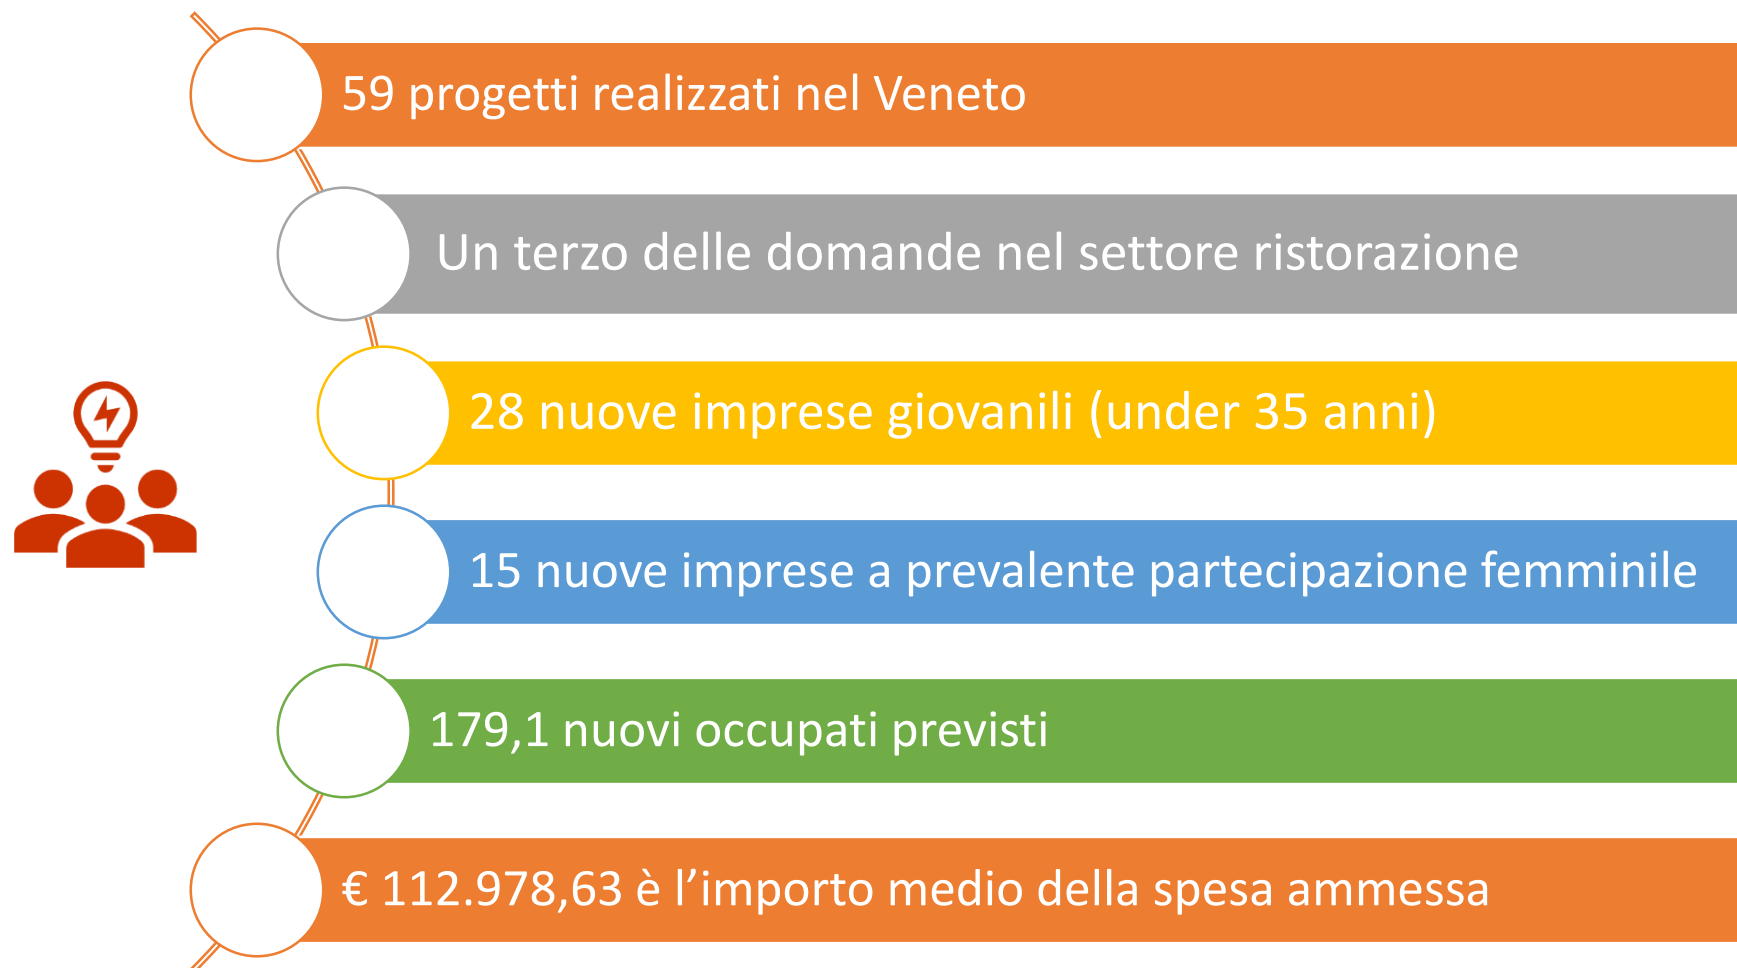 59 progetti realizzati nel Veneto
Un terzo delle domande nel settore ristorazione
28 nuove imprese giovanili (under 35 anni)
15 nuove imprese a prevalente partecipazione femminile
179,1 nuovi occupati previsti
€ 112.978,63 è l’importo medio della spesa ammessa